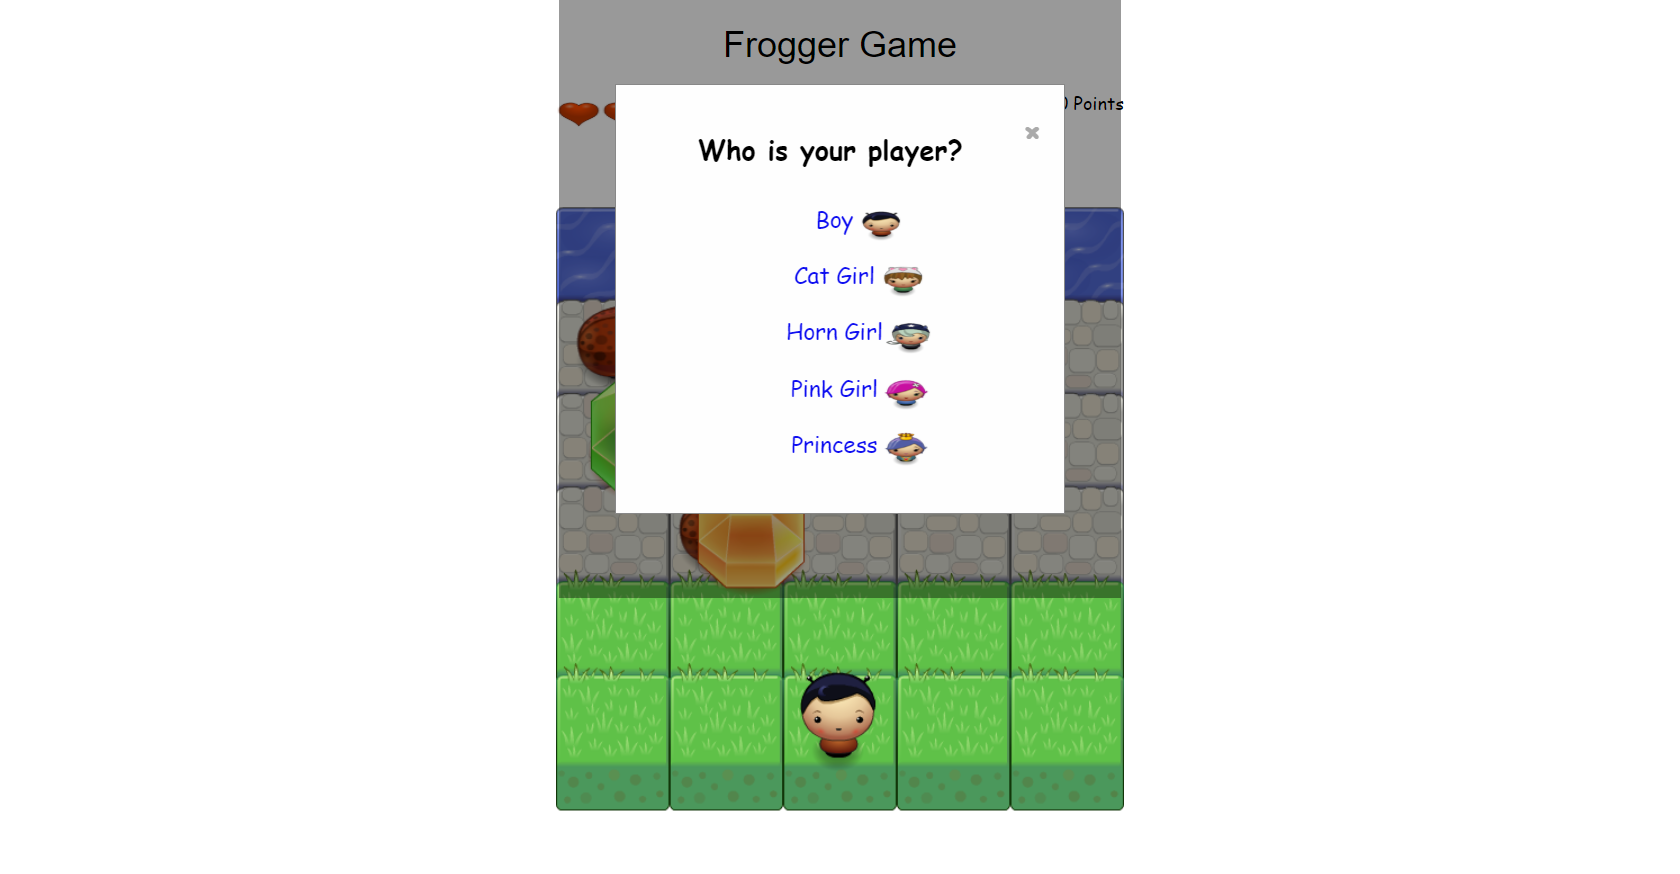 Frogger Game
Points
Who is your player?
Boy
Cat Girl
Horn Girl
Pink Girl
Princess